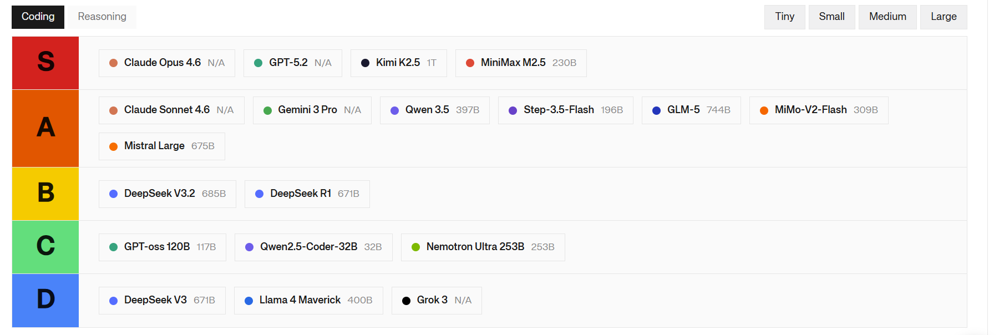 Coding Reasoning Tiny Small Medium Large
S
Claude Opus 4.6 N/A GPT-5.2 N/A Kimi K2.5 1T MiniMax M2.5 230B
A
Claude Sonnet 4.6 N/A Gemini 3 Pro N/A Qwen 3.5 397B Step-3.5-Flash 196B GLM-5 744B MiMo-V2-Flash 309B
Mistral Large 675B
B
DeepSeek V3.2 685B DeepSeek R1 671B
C
GPT-oss 120B 117B Qwen2.5-Coder-32B 32B Nemotron Ultra 253B 253B
D
DeepSeek V3 671B Llama 4 Maverick 400B Grok 3 N/A